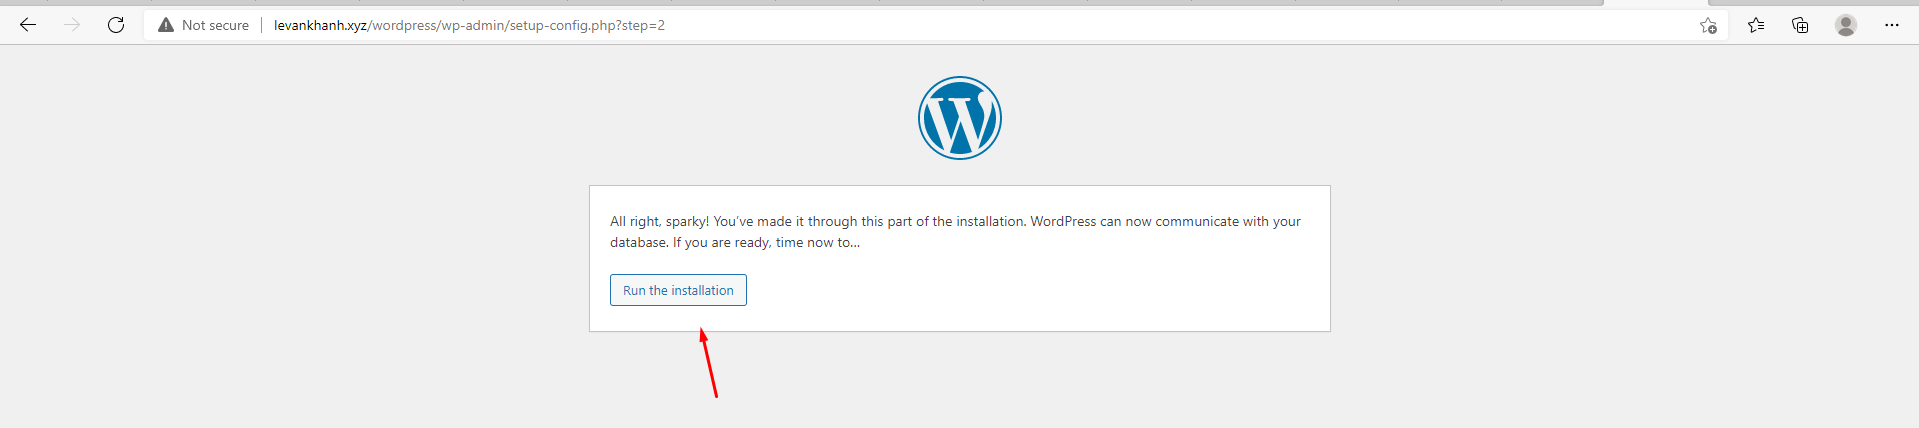 Not secure | levankhanh.xyz/wordpress/wp-admin/setup-config.php?step=2
All right, sparky! You’ve made it through this part of the installation. WordPress can now communicate with your
database. If you are ready, time now to…
Run the installation